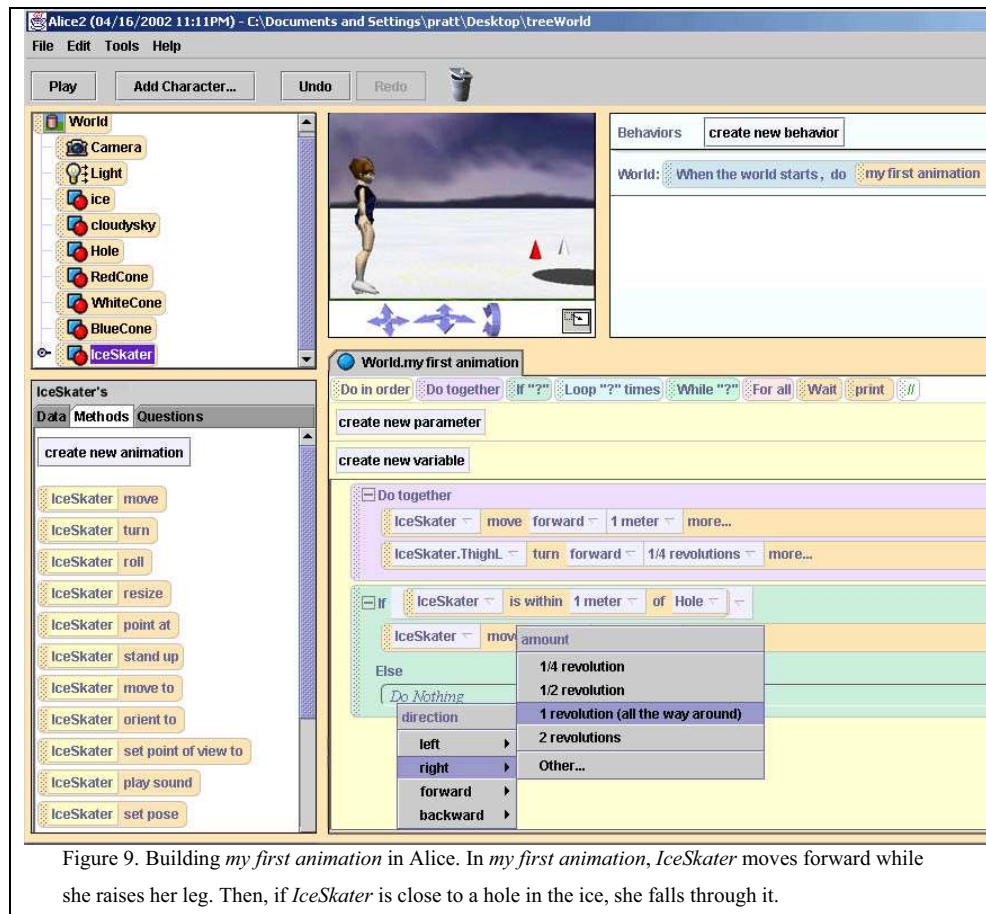 Alice2 (04/16/2002 11:11PM) - C:\Documents and Settings\pratt\Desktop\treeWorld
File Edit Tools Help
Play Add Character... Undo Redo
World
Camera
Light
ice
cloudysky
Hole
RedCone
WhiteCone
BlueCone
IceSkater
Behaviors create new behavior
World: When the world starts, do my first animation
IceSkater's
Data Methods Questions
create new animation
IceSkater move
IceSkater turn
IceSkater roll
IceSkater resize
IceSkater point at
IceSkater stand up
IceSkater move to
IceSkater orient to
IceSkater set point of view to
IceSkater play sound
IceSkater set pose
World.my first animation
Do in order Do together If "?" Loop "?" times While "?" For all Wait print //
create new parameter
create new variable
Do together
IceSkater move forward 1 meter more...
IceSkater.ThighL turn forward 1/4 revolutions more...
If IceSkater is within 1 meter of Hole
IceSkater
Else
Do Nothing
direction
left
right
forward
backward
amount
1/4 revolution
1/2 revolution
1 revolution (all the way around)
2 revolutions
Other...
Figure 9. Building my first animation in Alice. In my first animation, IceSkater moves forward while
she raises her leg. Then, if IceSkater is close to a hole in the ice, she falls through it.